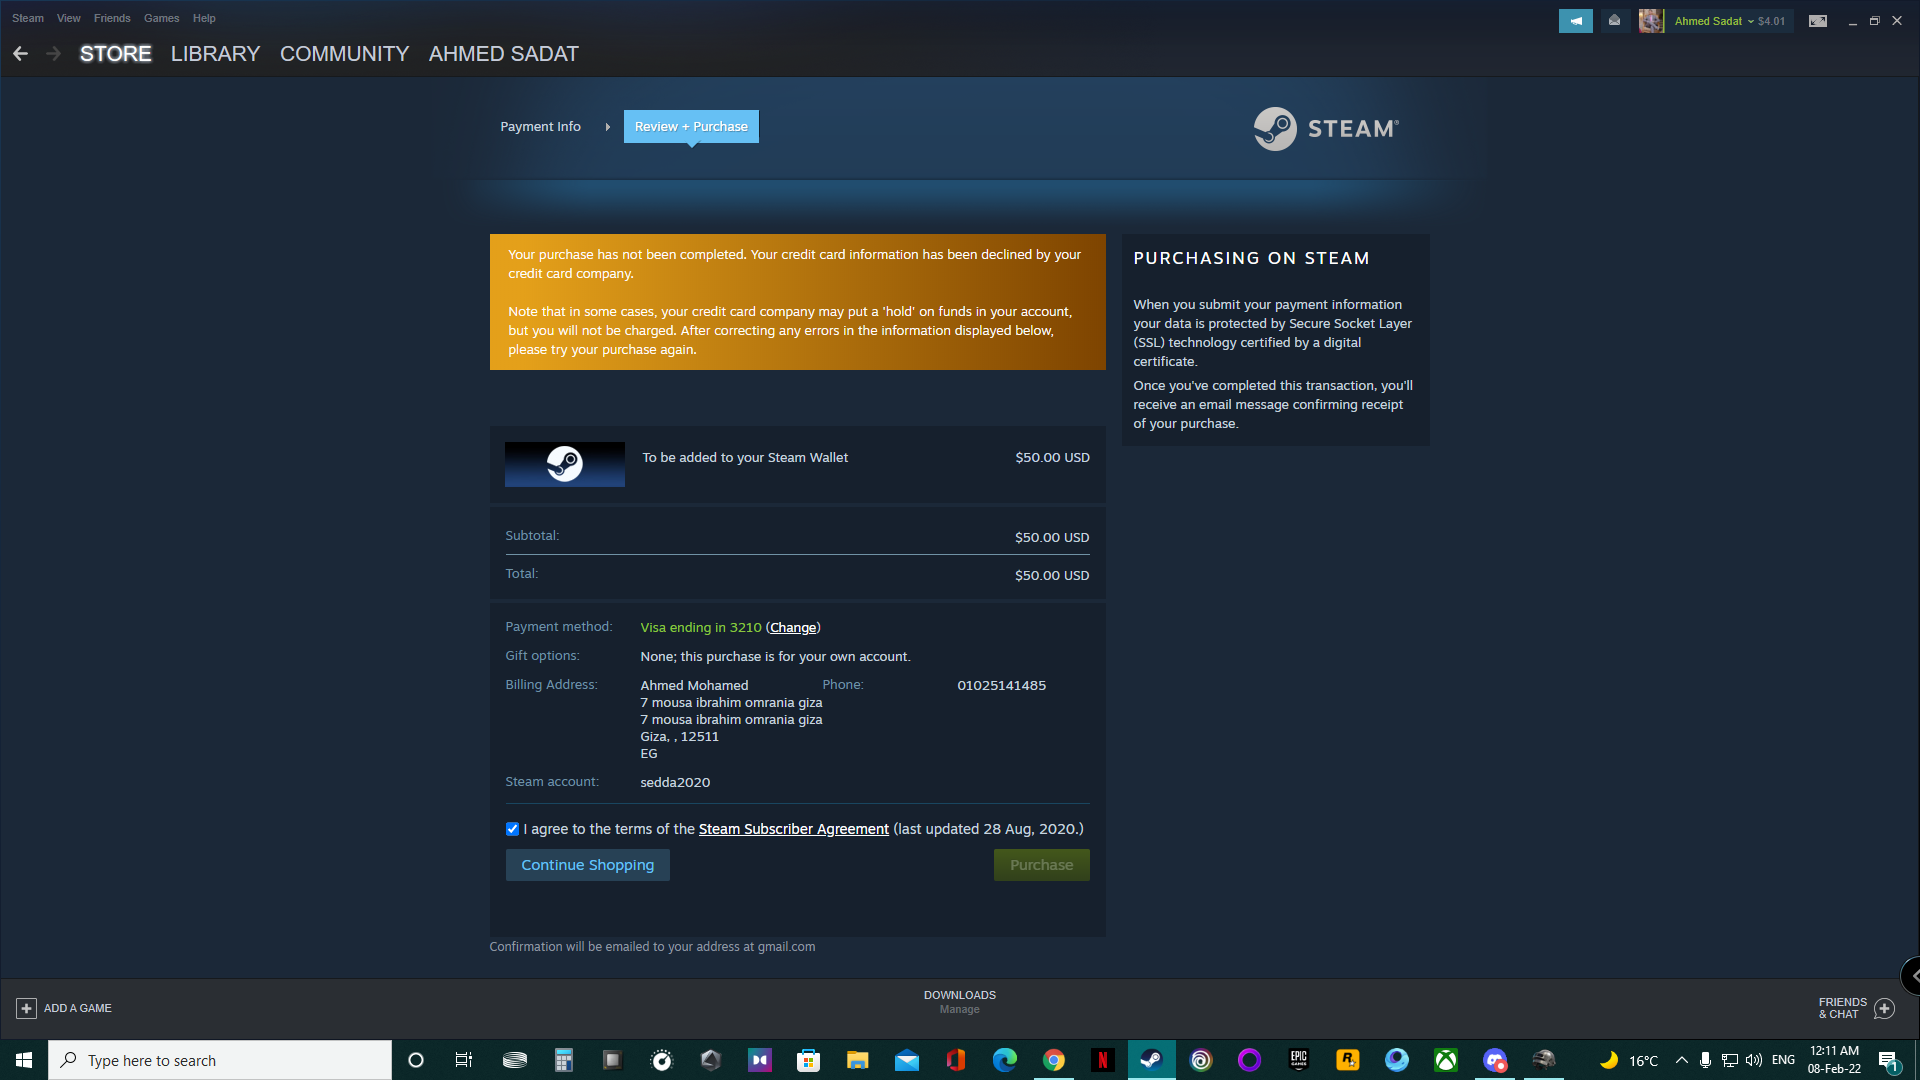 Steam View Friends Games Help
Ahmed Sadat $4.01
STORE LIBRARY COMMUNITY AHMED SADAT
Payment Info Review + Purchase
STEAM®
Your purchase has not been completed. Your credit card information has been declined by your
credit card company.
Note that in some cases, your credit card company may put a 'hold' on funds in your account,
but you will not be charged. After correcting any errors in the information displayed below,
please try your purchase again.
PURCHASING ON STEAM
When you submit your payment information
your data is protected by Secure Socket Layer
(SSL) technology certified by a digital
certificate.
Once you've completed this transaction, you'll
receive an email message confirming receipt
of your purchase.
To be added to your Steam Wallet $50.00 USD
Subtotal: $50.00 USD
Total: $50.00 USD
Payment method: Visa ending in 3210 (Change)
Gift options: None; this purchase is for your own account.
Billing Address: Ahmed Mohamed Phone: 01025141485
7 mousa ibrahim omrania giza
7 mousa ibrahim omrania giza
Giza, , 12511
EG
Steam account: sedda2020
I agree to the terms of the Steam Subscriber Agreement (last updated 28 Aug, 2020.)
Continue Shopping Purchase
Confirmation will be emailed to your address at gmail.com
ADD A GAME
DOWNLOADS
Manage
FRIENDS
& CHAT
Type here to search
EPIC
GAMES
16°C
ENG
12:11 AM
08-Feb-22
1